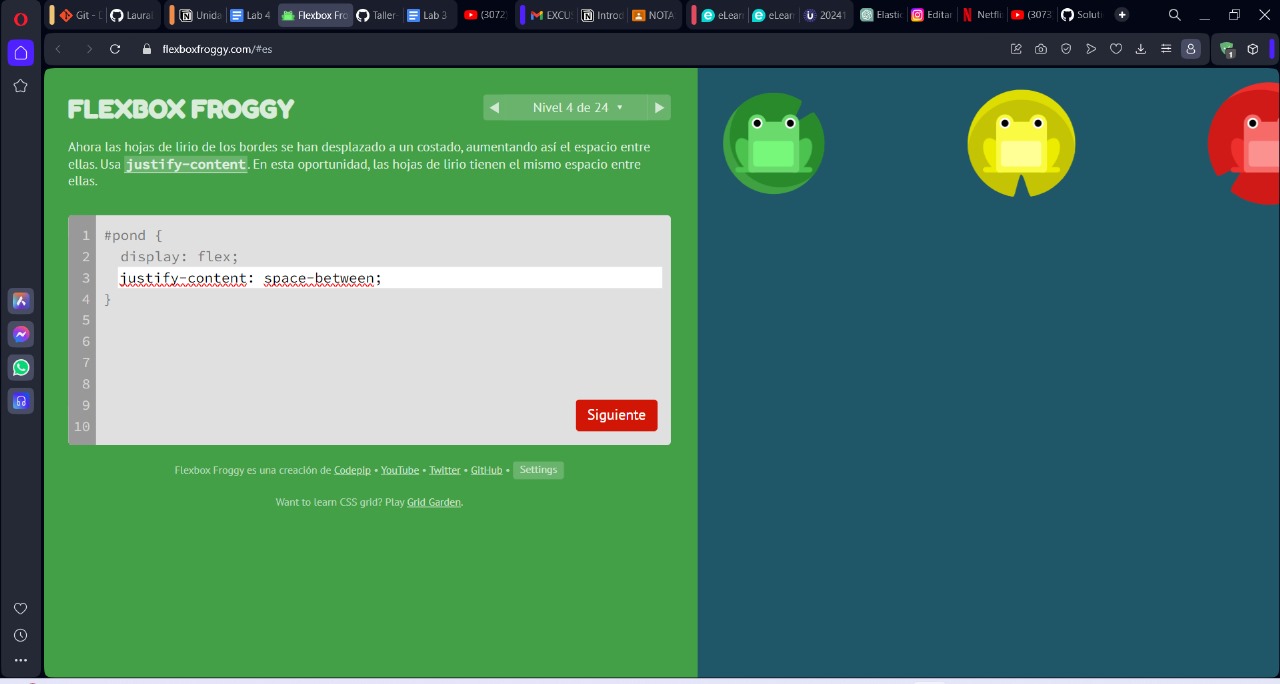 Git - D
Laural
Unida
Lab 4
Flexbox Fro
Taller
Lab 3
(3072
EXCU
Introd
NOTA
eLear
eLear
20241
Elastic
Editar
Netfli
(3073
Soluti
flexboxfroggy.com/#es
1
FLEXBOX FROGGY
Nivel 4 de 24
Ahora las hojas de lirio de los bordes se han desplazado a un costado, aumentando así el espacio entre
ellas. Usa justify-content. En esta oportunidad, las hojas de lirio tienen el mismo espacio entre
ellas.
1 #pond {
2 display: flex;
3 justify-content: space-between;
4 }
5
6
7
8
9
10
Siguiente
Flexbox Froggy es una creación de Codepip • YouTube • Twitter • GitHub • Settings
Want to learn CSS grid? Play Grid Garden.